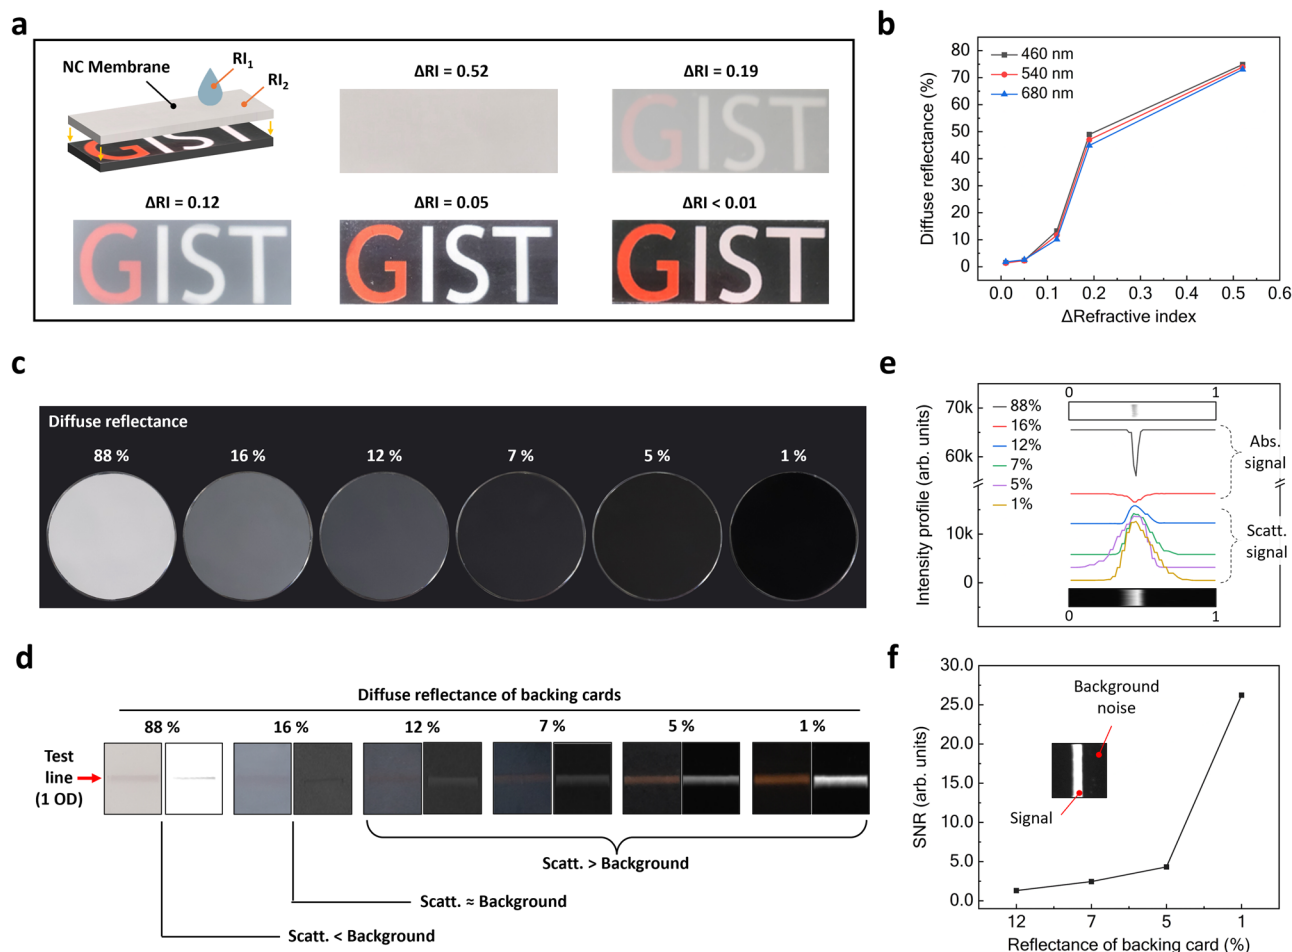 a
NC Membrane
RI1
RI2
GIST
ΔRI = 0.52
ΔRI = 0.19
GIST
ΔRI = 0.12
GIST
ΔRI = 0.05
GIST
ΔRI < 0.01
GIST
b
Diffuse reflectance (%)
80
70
60
50
40
30
20
10
0
460 nm
540 nm
680 nm
0.0 0.1 0.2 0.3 0.4 0.5 0.6
ΔRefractive index
c
Diffuse reflectance
88 % 16 % 12 % 7 % 5 % 1 %
d
Diffuse reflectance of backing cards
88 % 16 % 12 % 7 % 5 % 1 %
Test
line
(1 OD)
Scatt. > Background
Scatt. ≈ Background
Scatt. < Background
e
Intensity profile (arb. units)
70k
60k
10k
0
88%
16%
12%
7%
5%
1%
0 1
Abs.
signal
Scatt.
signal
0 1
f
SNR (arb. units)
30.0
25.0
20.0
15.0
10.0
5.0
0.0
Background
noise
Signal
12 7 5 1
Reflectance of backing card (%)